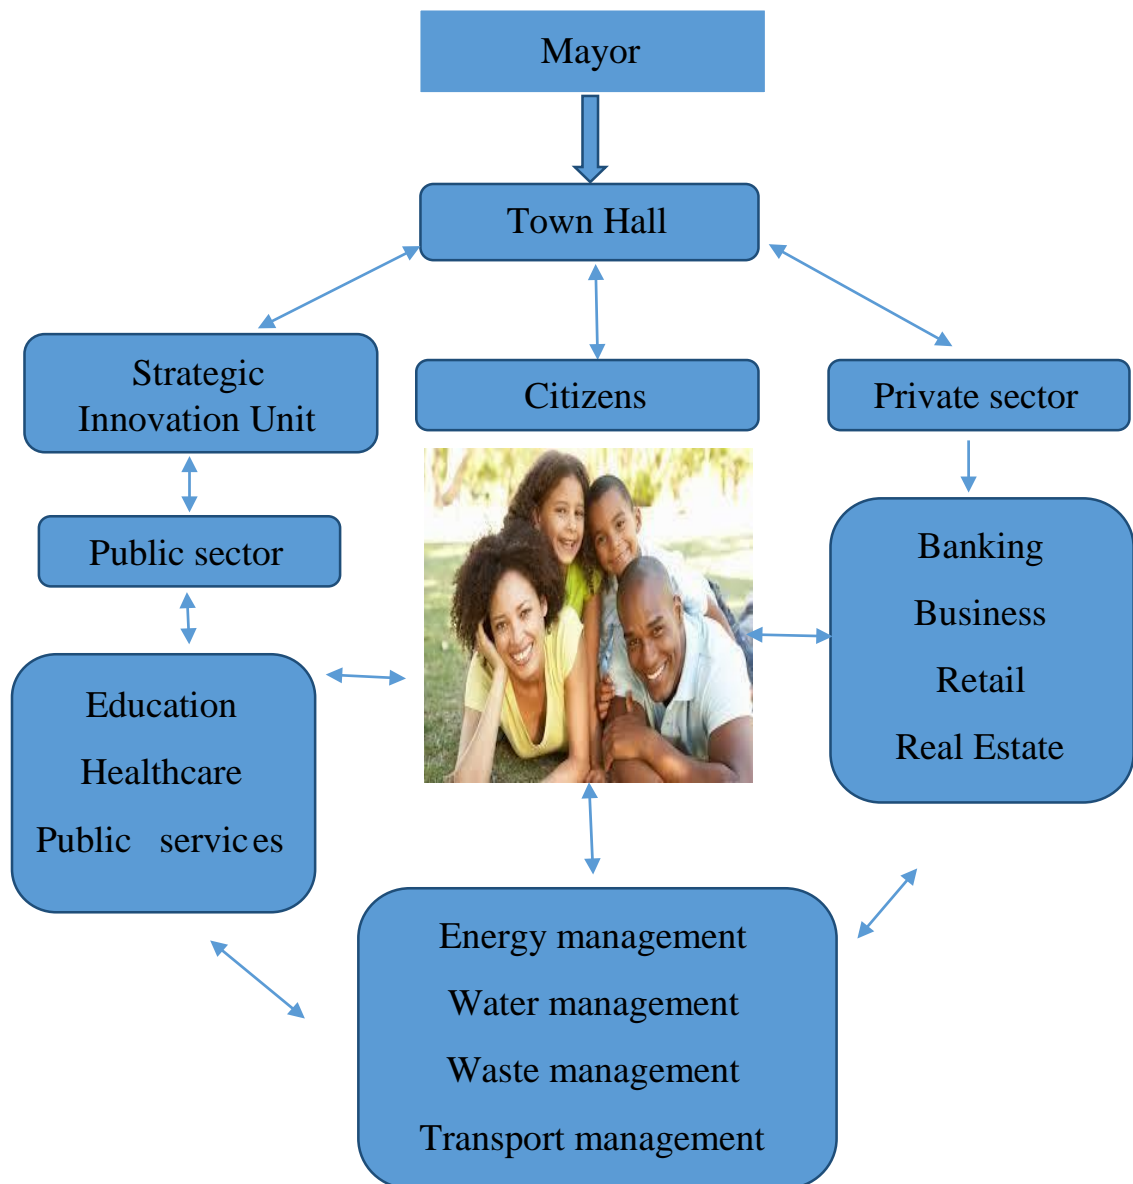 Mayor
Town Hall
Strategic
Innovation Unit
Citizens
Private sector
Public sector
Banking
Business
Retail
Real Estate
Education
Healthcare
Public services
Energy management
Water management
Waste management
Transport management